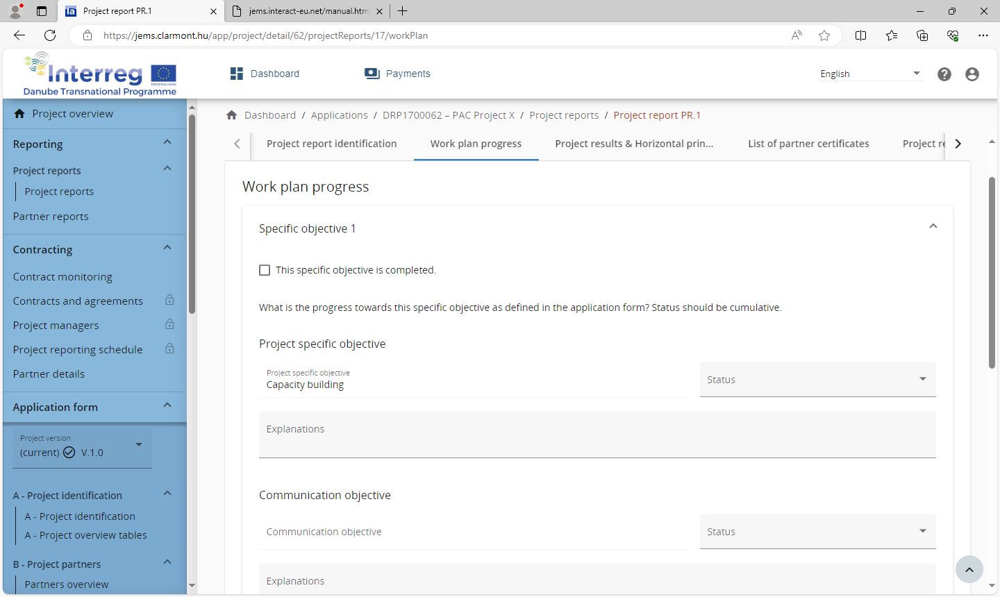 Project report PR.1
jems.interact-eu.net/manual.htm
https://jems.clarmont.hu/app/project/detail/62/projectReports/17/workPlan
Interreg
EUROPEAN UNION
Danube Transnational Programme
Dashboard
Payments
English
Project overview
Reporting
Project reports
Project reports
Partner reports
Contracting
Contract monitoring
Contracts and agreements
Project managers
Project reporting schedule
Partner details
Application form
Project version
(current) V.1.0
A - Project identification
A - Project identification
A - Project overview tables
B - Project partners
Partners overview
Dashboard / Applications / DRP1700062 – PAC Project X / Project reports / Project report PR.1
Project report identification
Work plan progress
Project results & Horizontal prin...
List of partner certificates
Project re
Work plan progress
Specific objective 1
This specific objective is completed.
What is the progress towards this specific objective as defined in the application form? Status should be cumulative.
Project specific objective
Project specific objective
Capacity building
Status
Explanations
Communication objective
Communication objective
Status
Explanations